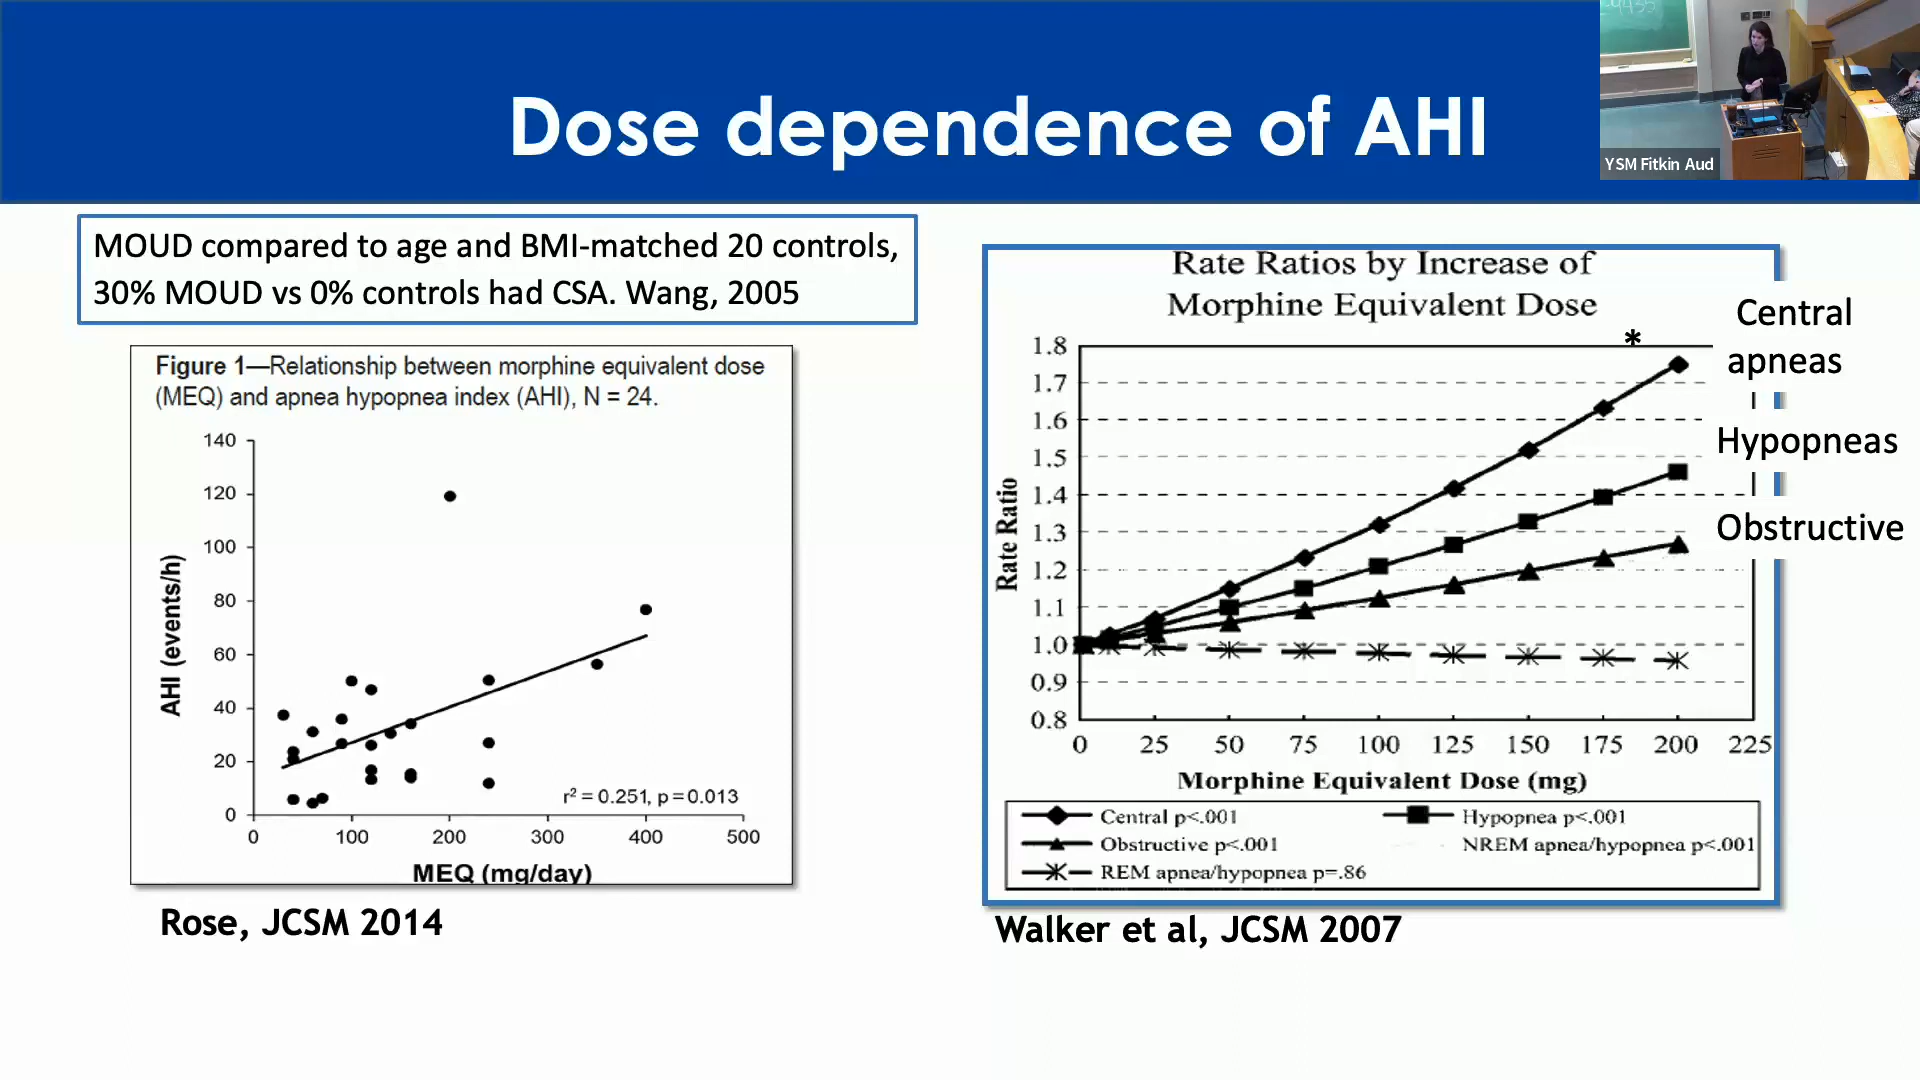 Dose dependence of AHI
YSM Fitkin Aud
MOUD compared to age and BMI-matched 20 controls,
30% MOUD vs 0% controls had CSA. Wang, 2005
Figure 1—Relationship between morphine equivalent dose
(MEQ) and apnea hypopnea index (AHI), N = 24.
140
120
100
80
60
40
20
0
AHI (events/h)
r² = 0.251, p = 0.013
0 100 200 300 400 500
MEQ (mg/day)
Rose, JCSM 2014
Rate Ratios by Increase of
Morphine Equivalent Dose
*
Central
apneas
Hypopneas
Obstructive
1.8
1.7
1.6
1.5
1.4
1.3
1.2
1.1
1.0
0.9
0.8
Rate Ratio
0 25 50 75 100 125 150 175 200 225
Morphine Equivalent Dose (mg)
Central p<.001 Hypopnea p<.001
Obstructive p<.001 NREM apnea/hypopnea p<.001
REM apnea/hypopnea p=.86
Walker et al, JCSM 2007